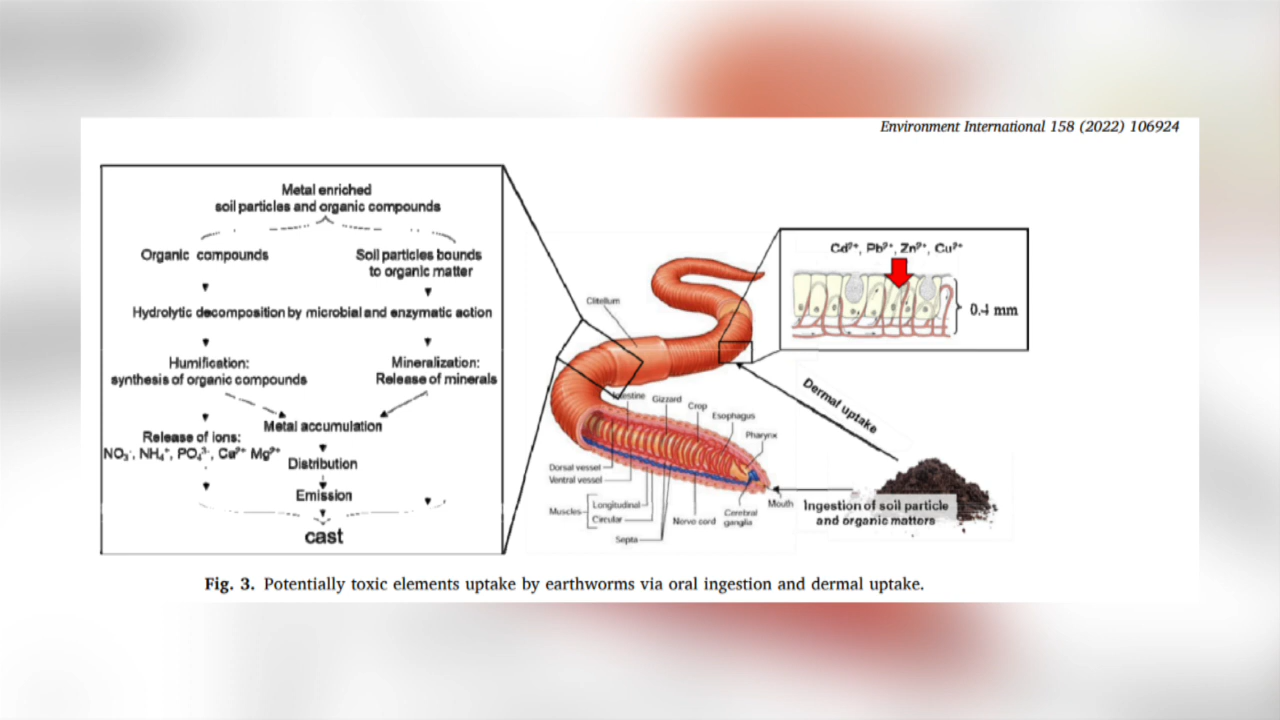 Environment International 158 (2022) 106924
Metal enriched
soil particles and organic compounds
Organic compounds
Soil particles bounds
to organic matter
Hydrolytic decomposition by microbial and enzymatic action
Humification:
synthesis of organic compounds
Mineralization:
Release of minerals
Metal accumulation
Release of ions:
NO₃⁻, NH₄⁺, PO₄³⁻, Ca²⁺ Mg²⁺
Distribution
Emission
cast
Clitellum
Intestine
Gizzard
Crop
Esophagus
Pharynx
Dorsal vessel
Ventral vessel
Muscles
Longitudinal
Circular
Septa
Nerve cord
Cerebral
ganglia
Mouth
Cd²⁺, Pb²⁺, Zn²⁺, Cu²⁺
0.4 mm
Dermal uptake
Ingestion of soil particle
and organic matters
Fig. 3. Potentially toxic elements uptake by earthworms via oral ingestion and dermal uptake.